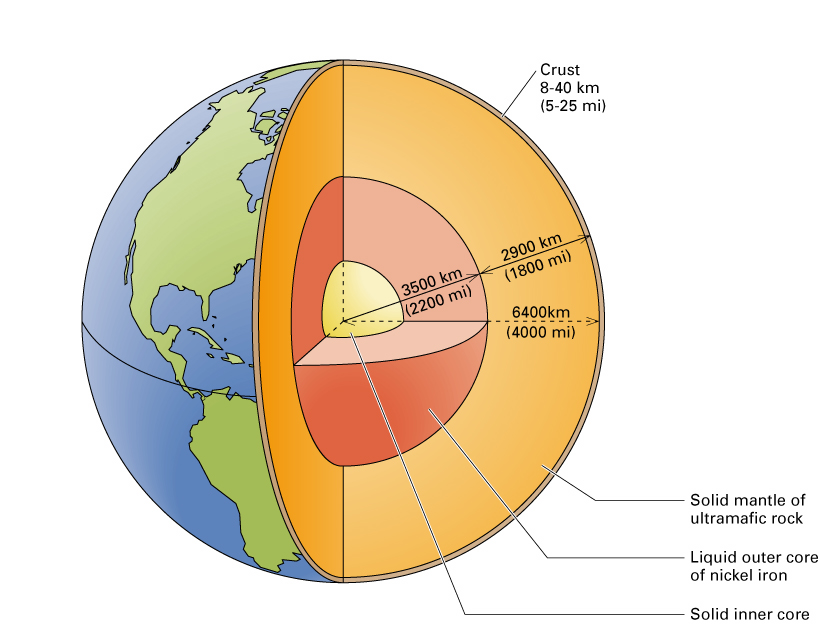 Crust
8-40 km
(5-25 mi)
2900 km
(1800 mi)
3500 km
(2200 mi)
6400km
(4000 mi)
Solid mantle of
ultramafic rock
Liquid outer core
of nickel iron
Solid inner core